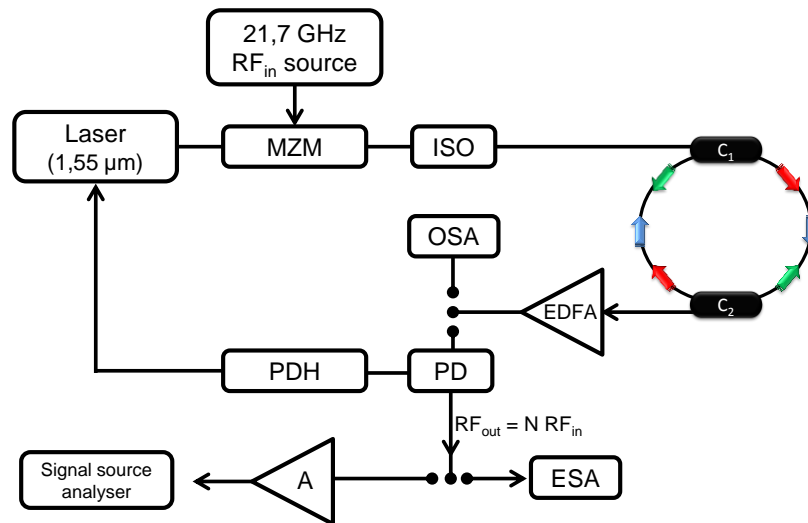 21,7 GHz
RFin source
Laser
(1,55 µm)
MZM
ISO
C1
OSA
EDFA
C2
PDH
PD
RFout = N RFin
Signal source
analyser
A
ESA